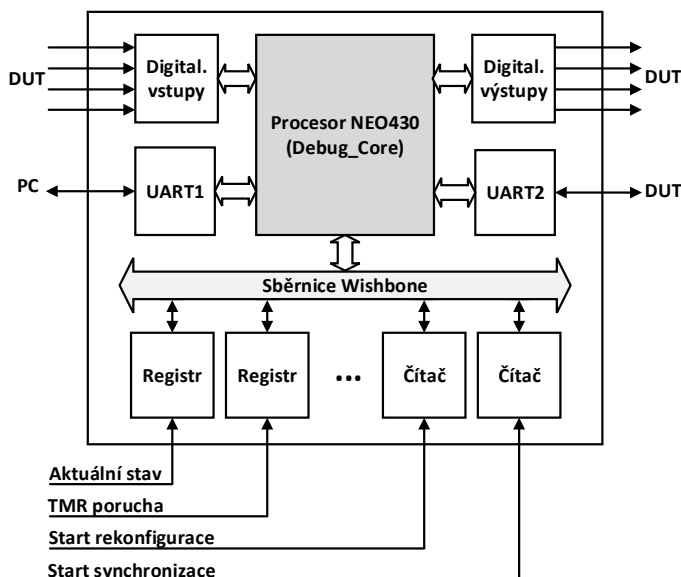 DUT
Digital.
vstupy
Procesor NEO430
(Debug_Core)
Digital.
výstupy
DUT
PC
UART1
UART2
DUT
Sběrnice Wishbone
Registr
Registr
...
Čítač
Čítač
Aktuální stav
TMR porucha
Start rekonfigurace
Start synchronizace